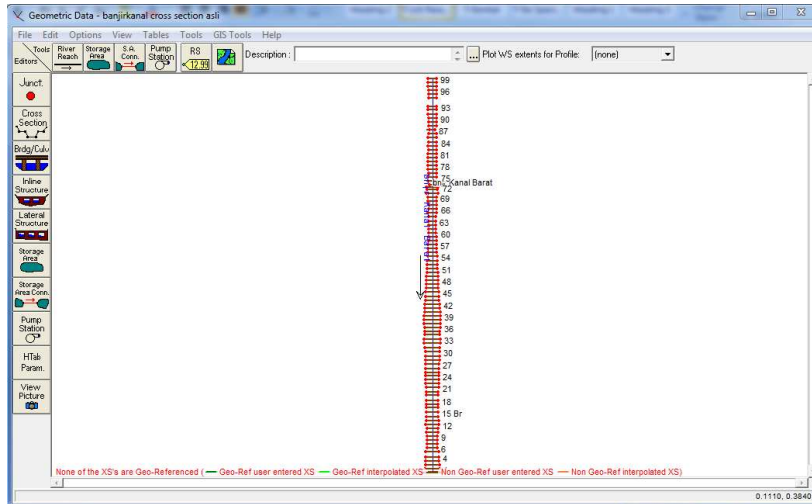 Geometric Data - banjirkanal cross section asli
File Edit Options View Tables Tools GIS Tools Help
Tools
Editors
River Reach
Storage Area
S.A. Conn.
Pump Station
RS
12.99
Description :
...
Plot WS extents for Profile:
(none)
Junct.
Cross Section
Brdg/Culv
Inline Structure
Lateral Structure
Storage Area
Storage Area Conn.
Pump Station
HTab Param.
View Picture
99
96
93
90
87
84
81
78
75
Kanal Barat
72
69
66
63
60
57
54
51
48
45
42
39
36
33
30
27
24
21
18
15 Br
12
9
6
4
None of the XS's are Geo-Referenced ( Geo-Ref user entered XS Geo-Ref interpolated XS Non Geo-Ref user entered XS Non Geo-Ref interpolated XS)
0.1110, 0.3840